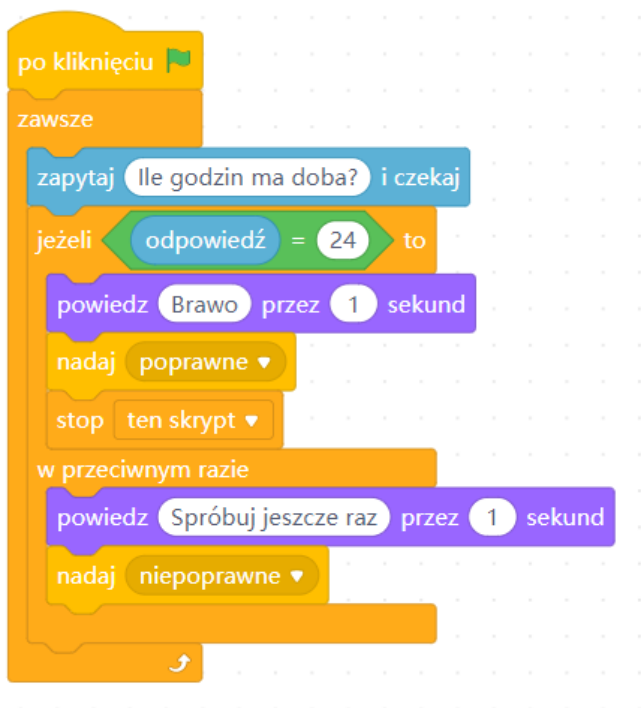 po kliknięciu
zawsze
zapytaj Ile godzin ma doba? i czekaj
jeżeli odpowiedź = 24 to
powiedz Brawo przez 1 sekund
nadaj poprawne
stop ten skrypt
w przeciwnym razie
powiedz Spróbuj jeszcze raz przez 1 sekund
nadaj niepoprawne